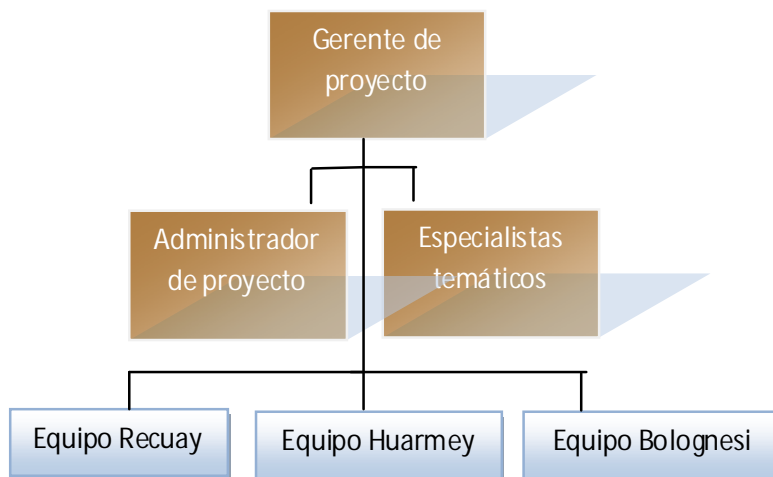 Gerente de
proyecto
Administrador
de proyecto
Especialistas
temáticos
Equipo Recuay
Equipo Huarmey
Equipo Bolognesi